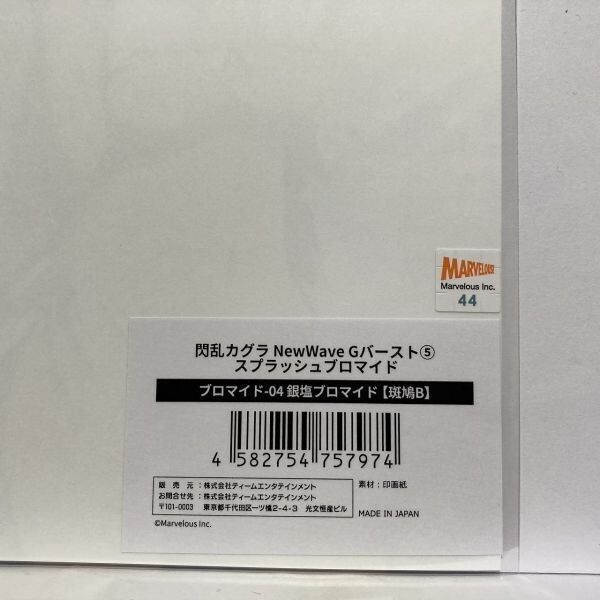 MARVELOUS!
Marvelous Inc.
44
閃乱カグラ NewWave Gバースト⑤
スプラッシュブロマイド
ブロマイド-04 銀塩ブロマイド【斑鳩B】
4 582754 757974
販売元：株式会社ティームエンタテインメント
お問合せ先：株式会社ティームエンタテインメント
〒101-0003 東京都千代田区一ツ橋2-4-3 光文恒産ビル
素材：印画紙
©Marvelous Inc.
MADE IN JAPAN